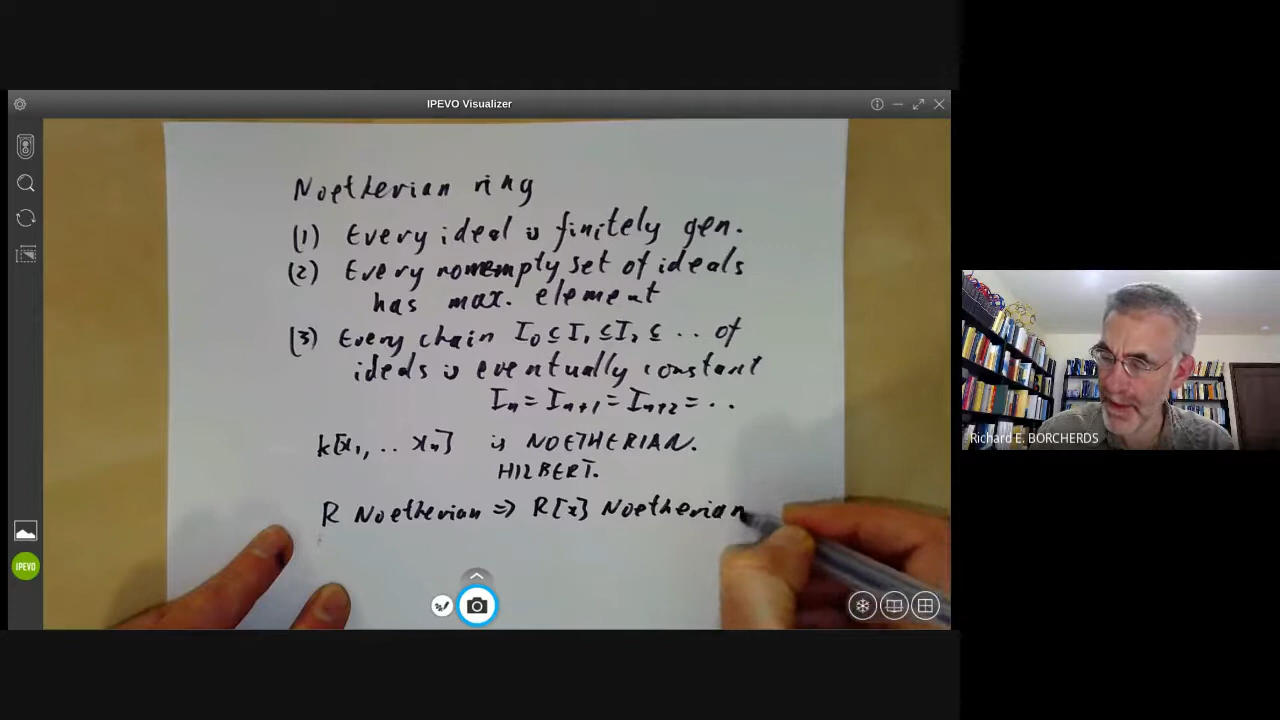 IPEVO Visualizer
Noetherian ring
(1) Every ideal is finitely gen.
(2) Every nonempty set of ideals
has max. element
(3) Every chain I₀ ⊆ I₁ ⊆ I₂ ⊆ .. of
ideals is eventually constant
Iₙ = Iₙ₊₁ = Iₙ₊₂ = ..
k[x₁, .. xₙ] is NOETHERIAN.
HILBERT.
R Noetherian ⇒ R[x] Noetherian
IPEVO
Richard E. BORCHERDS